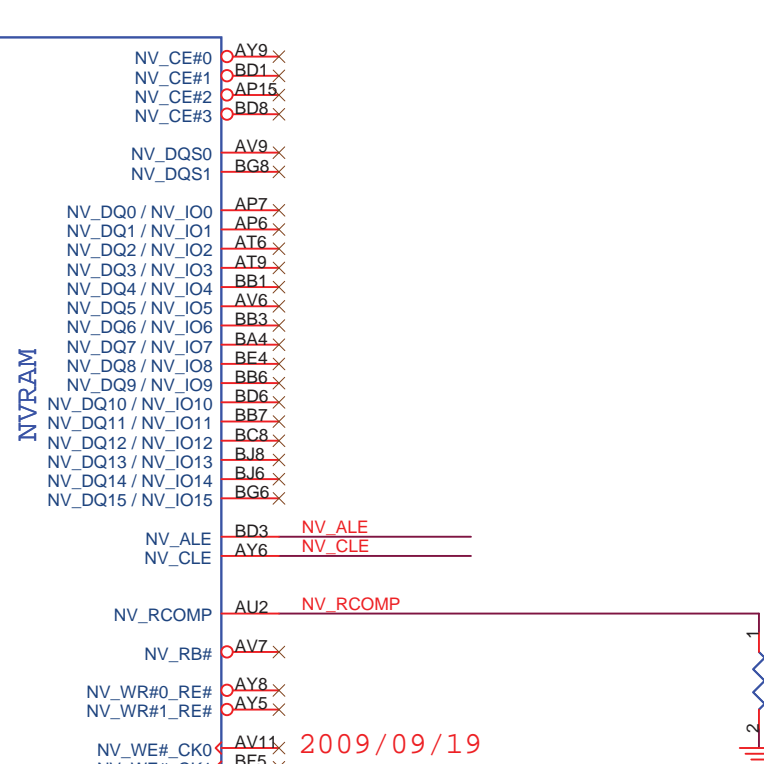 NV_CE#0 AY9
NV_CE#1 BD1
NV_CE#2 AP15
NV_CE#3 BD8
NV_DQS0 AV9
NV_DQS1 BG8
NV_DQ0 / NV_IO0 AP7
NV_DQ1 / NV_IO1 AP6
NV_DQ2 / NV_IO2 AT6
NV_DQ3 / NV_IO3 AT9
NV_DQ4 / NV_IO4 BB1
NV_DQ5 / NV_IO5 AV6
NV_DQ6 / NV_IO6 BB3
NV_DQ7 / NV_IO7 BA4
NV_DQ8 / NV_IO8 BE4
NV_DQ9 / NV_IO9 BB6
NV_DQ10 / NV_IO10 BD6
NV_DQ11 / NV_IO11 BB7
NV_DQ12 / NV_IO12 BC8
NV_DQ13 / NV_IO13 BJ8
NV_DQ14 / NV_IO14 BJ6
NV_DQ15 / NV_IO15 BG6
NVRAM
NV_ALE BD3 NV_ALE
NV_CLE AY6 NV_CLE
NV_RCOMP AU2 NV_RCOMP
1
NV_RB# AV7
NV_WR#0_RE# AY8
NV_WR#1_RE# AY5
2
NV_WE#_CK0 AV11 2009/09/19